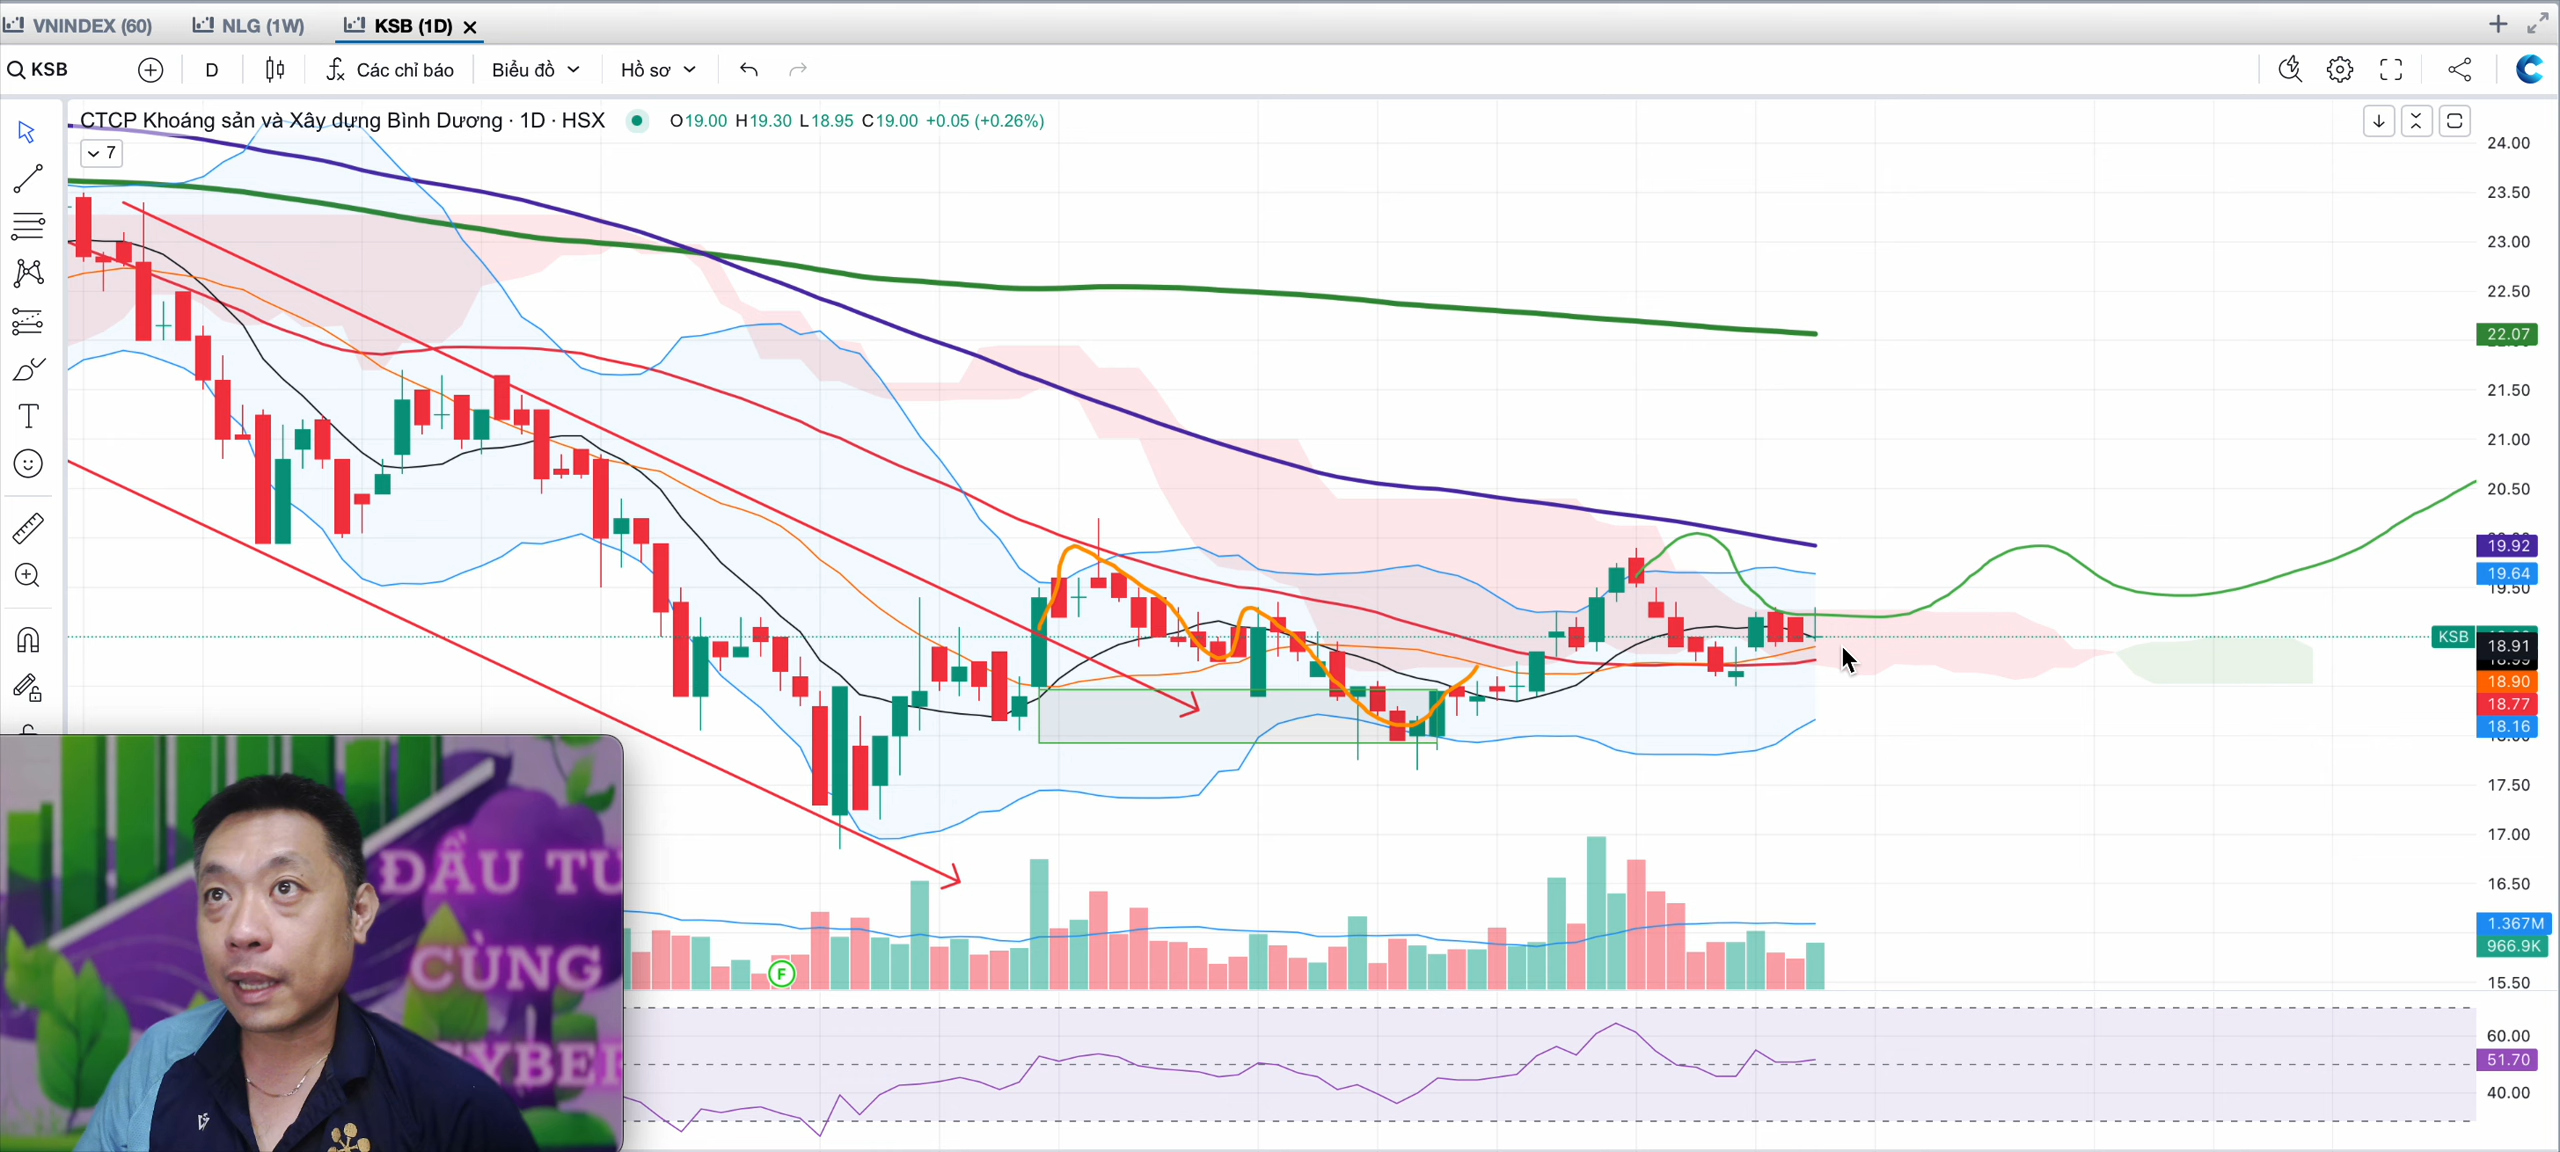 VNINDEX (60) NLG (1W) KSB (1D)
KSB D Các chỉ báo Biểu đồ Hồ sơ
CTCP Khoáng sản và Xây dựng Bình Dương · 1D · HSX O19.00 H19.30 L18.95 C19.00 +0.05 (+0.26%)
7
24.00
23.50
23.00
22.50
22.07
21.50
21.00
20.50
19.92
19.64
19.50
KSB
18.91
18.90
18.77
18.16
18.00
17.50
17.00
16.50
1.367M
966.9K
15.50
60.00
51.70
40.00
F
ĐẦU TƯ
CÙNG